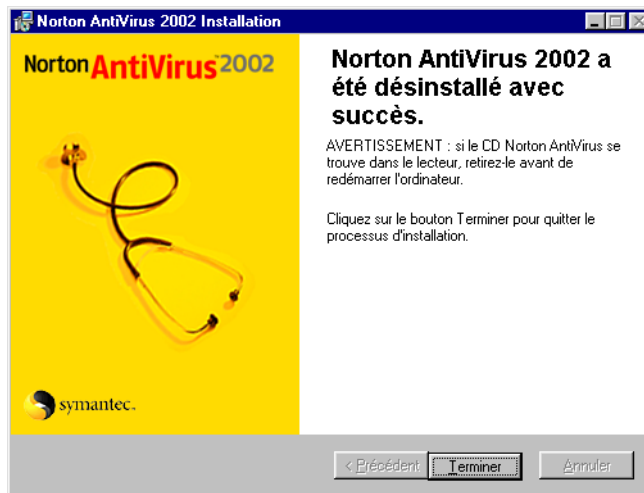 Norton AntiVirus 2002 Installation
Norton AntiVirus 2002
Norton AntiVirus 2002 a
été désinstallé avec
succès.
AVERTISSEMENT : si le CD Norton AntiVirus se
trouve dans le lecteur, retirez-le avant de
redémarrer l'ordinateur.
Cliquez sur le bouton Terminer pour quitter le
processus d'installation.
symantec.
< Précédent
Terminer
Annuler